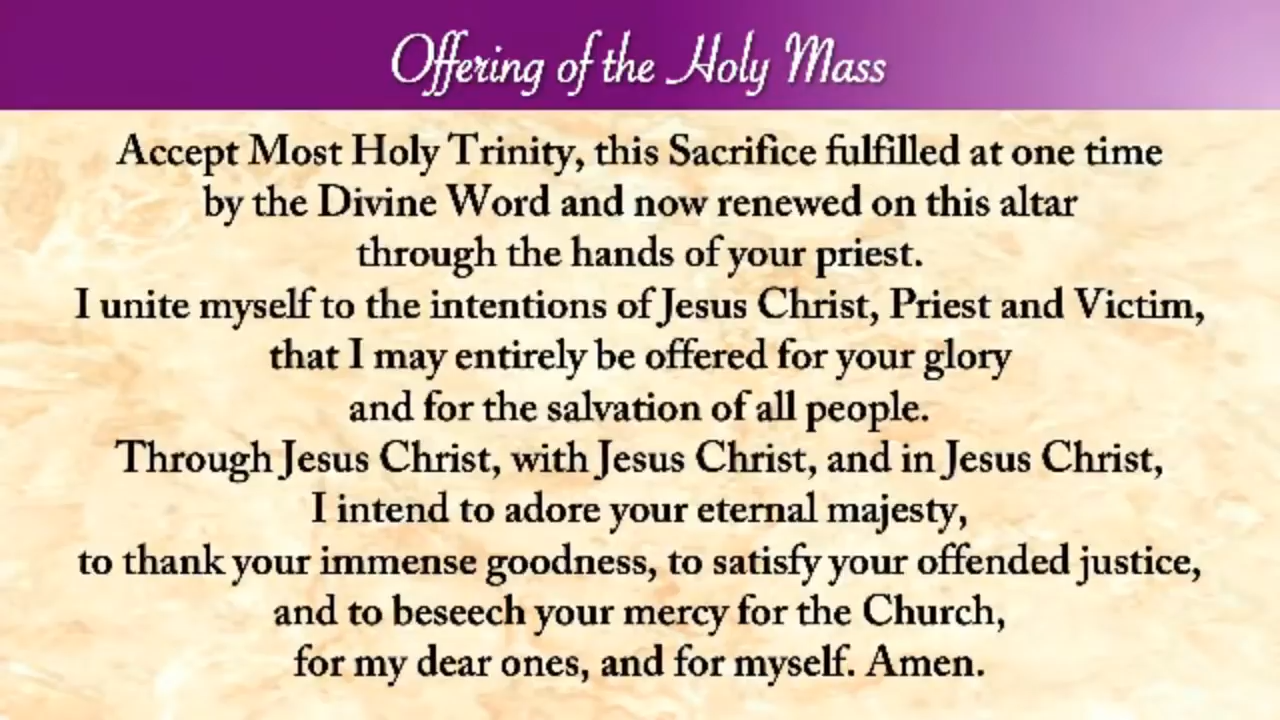 Offering of the Holy Mass
Accept Most Holy Trinity, this Sacrifice fulfilled at one time
by the Divine Word and now renewed on this altar
through the hands of your priest.
I unite myself to the intentions of Jesus Christ, Priest and Victim,
that I may entirely be offered for your glory
and for the salvation of all people.
Through Jesus Christ, with Jesus Christ, and in Jesus Christ,
I intend to adore your eternal majesty,
to thank your immense goodness, to satisfy your offended justice,
and to beseech your mercy for the Church,
for my dear ones, and for myself. Amen.